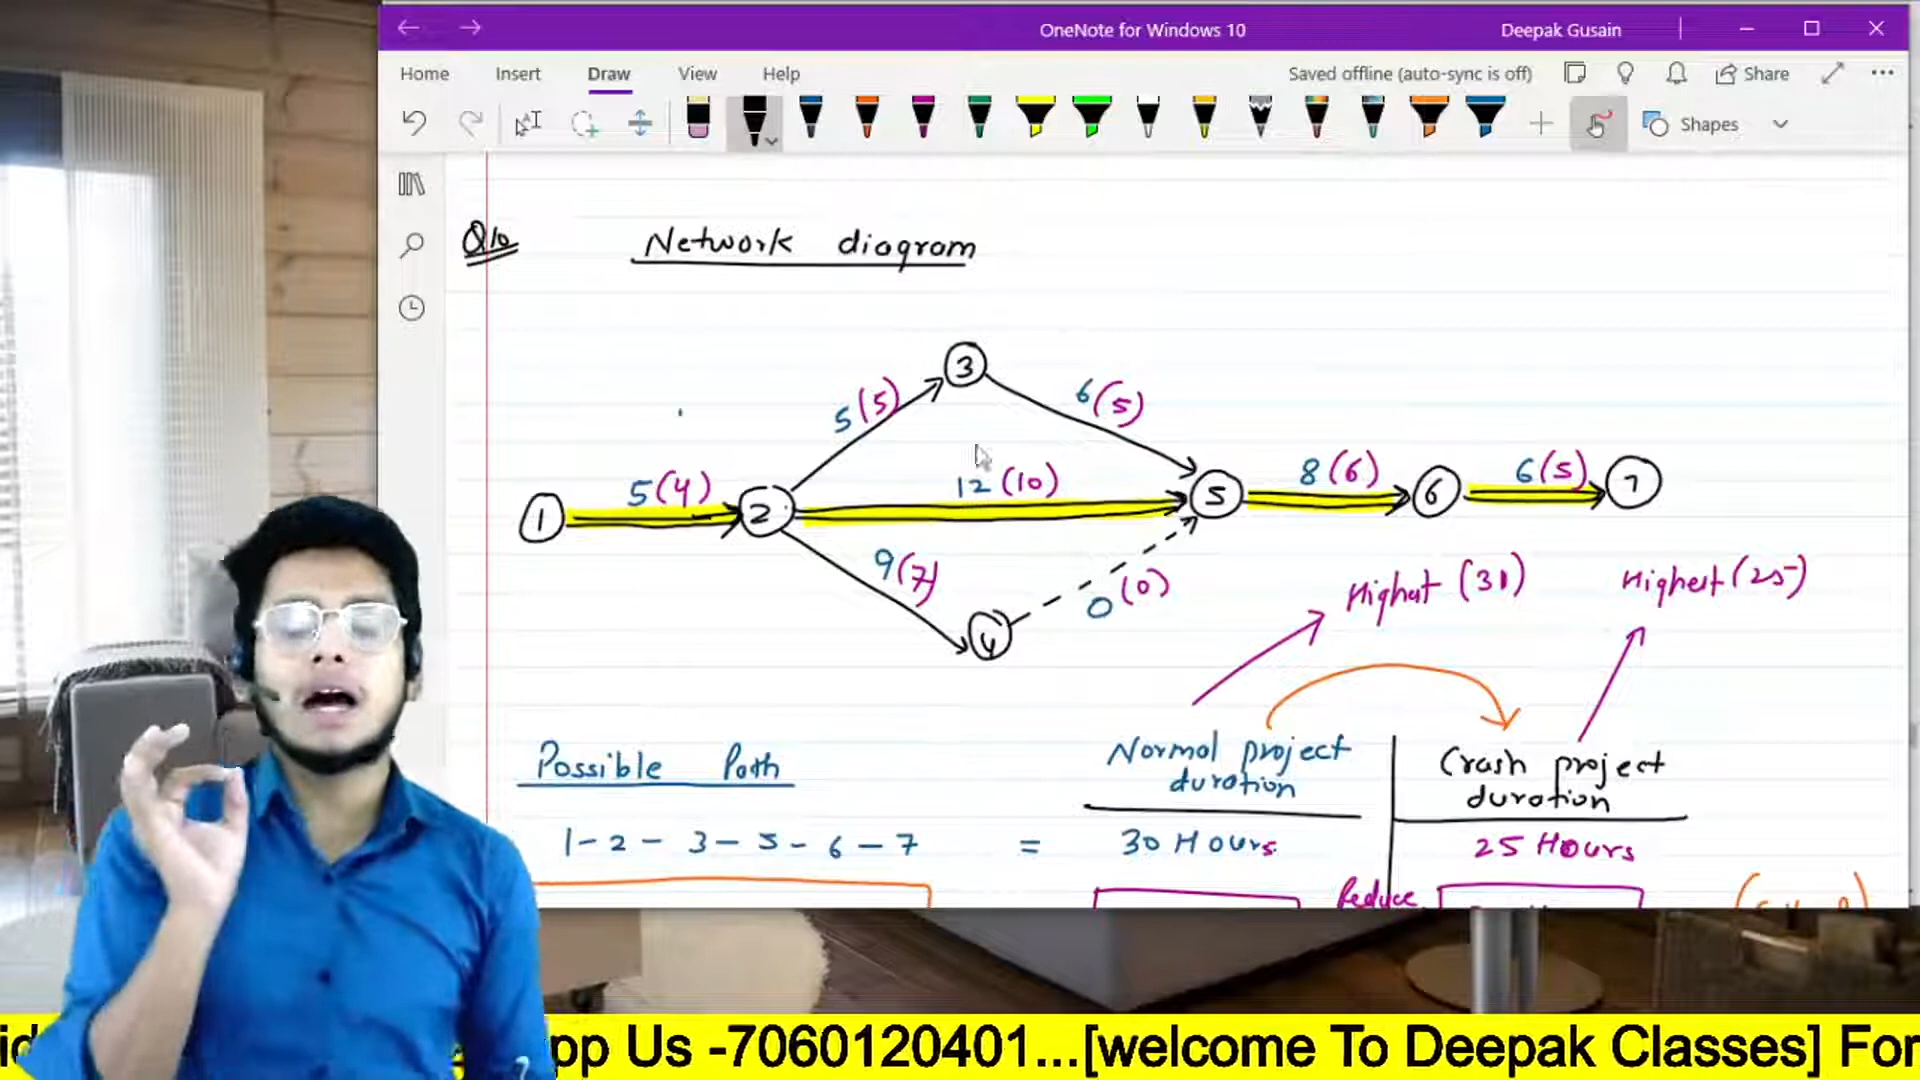 OneNote for Windows 10
Deepak Gusain
Home Insert Draw View Help
Saved offline (auto-sync is off)
Share
Shapes
Q10
Network diagram
3
5(5)
6(5)
5(4)
12(10)
8(6)
6(5)
1
2
5
6
7
9(7)
0(0)
4
Highest (31)
Highest (25)
Possible Path
Normal project duration
Crash project duration
1-2-3-5-6-7 = 30 Hours
25 Hours
Reduce
pp Us -7060120401...[welcome To Deepak Classes] For